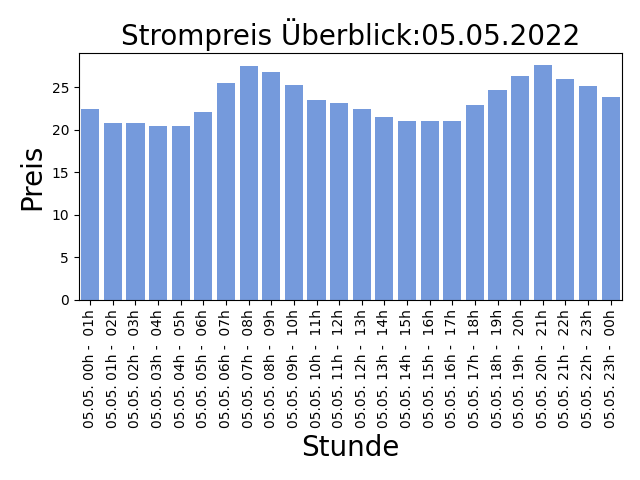 Strompreis Überblick:05.05.2022
Preis
25
20
15
10
5
0
05.05. 00h - 01h
05.05. 01h - 02h
05.05. 02h - 03h
05.05. 03h - 04h
05.05. 04h - 05h
05.05. 05h - 06h
05.05. 06h - 07h
05.05. 07h - 08h
05.05. 08h - 09h
05.05. 09h - 10h
05.05. 10h - 11h
05.05. 11h - 12h
05.05. 12h - 13h
05.05. 13h - 14h
05.05. 14h - 15h
05.05. 15h - 16h
05.05. 16h - 17h
05.05. 17h - 18h
05.05. 18h - 19h
05.05. 19h - 20h
05.05. 20h - 21h
05.05. 21h - 22h
05.05. 22h - 23h
05.05. 23h - 00h
Stunde